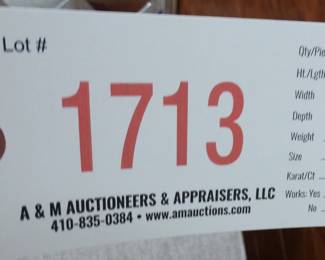 Lot #
1713
A & M AUCTIONEERS & APPRAISERS, LLC
410-835-0384 • www.amauctions.com
Qty/Pie
Ht./Lgth
Width
Depth
Weight
Size
Karat/Ct
Works: Yes
No